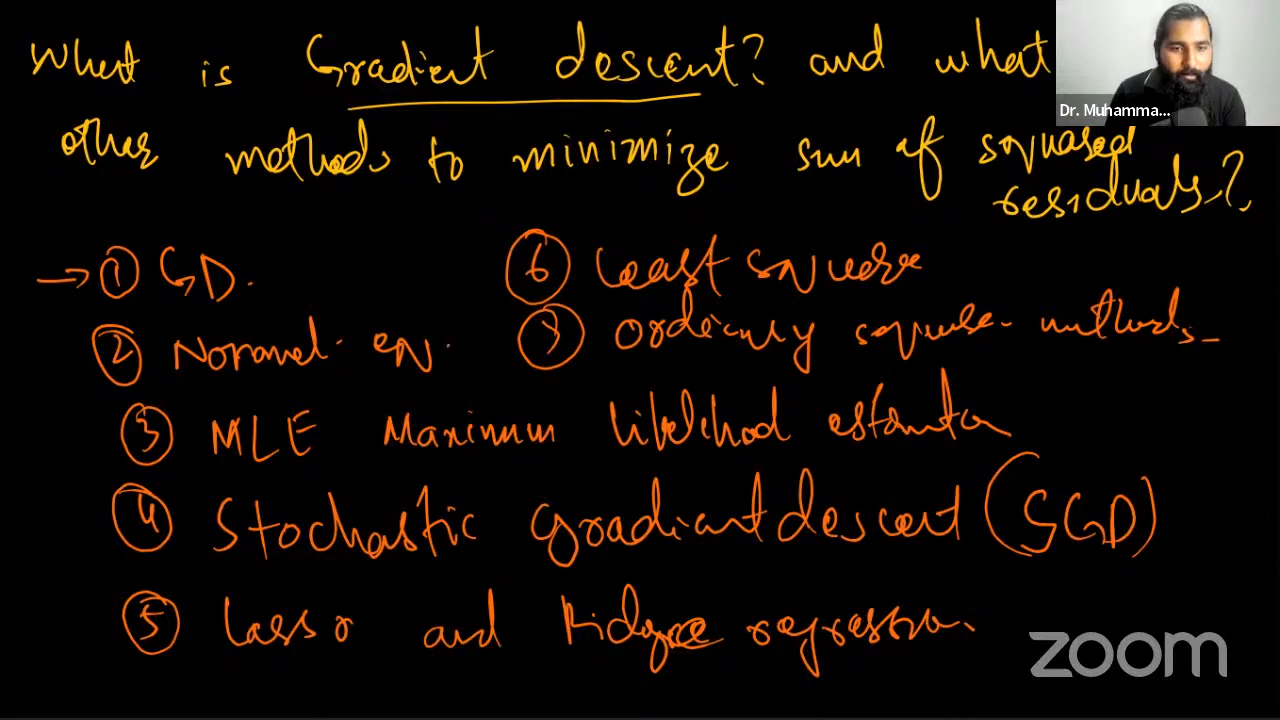 What is Gradient descent? and what
other methods to minimize sum of squared
residuals?
Dr. Muhamma...
→ ① GD.
② Normal. eq.
③ MLE Maximum likelihood estimation
④ Stochastic gradiant descent (SGD)
⑤ Lasso and Ridge regression.
⑥ Least square
⑦ Ordinary square methods
zoom